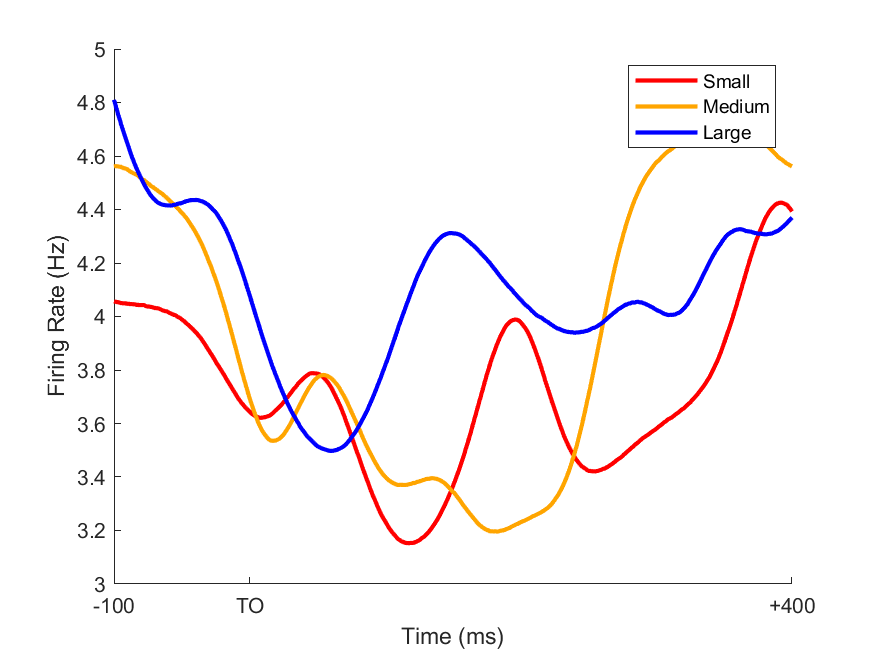 5
4.8
4.6
4.4
4.2
4
3.8
3.6
3.4
3.2
3
Firing Rate (Hz)
Small
Medium
Large
-100 TO +400
Time (ms)